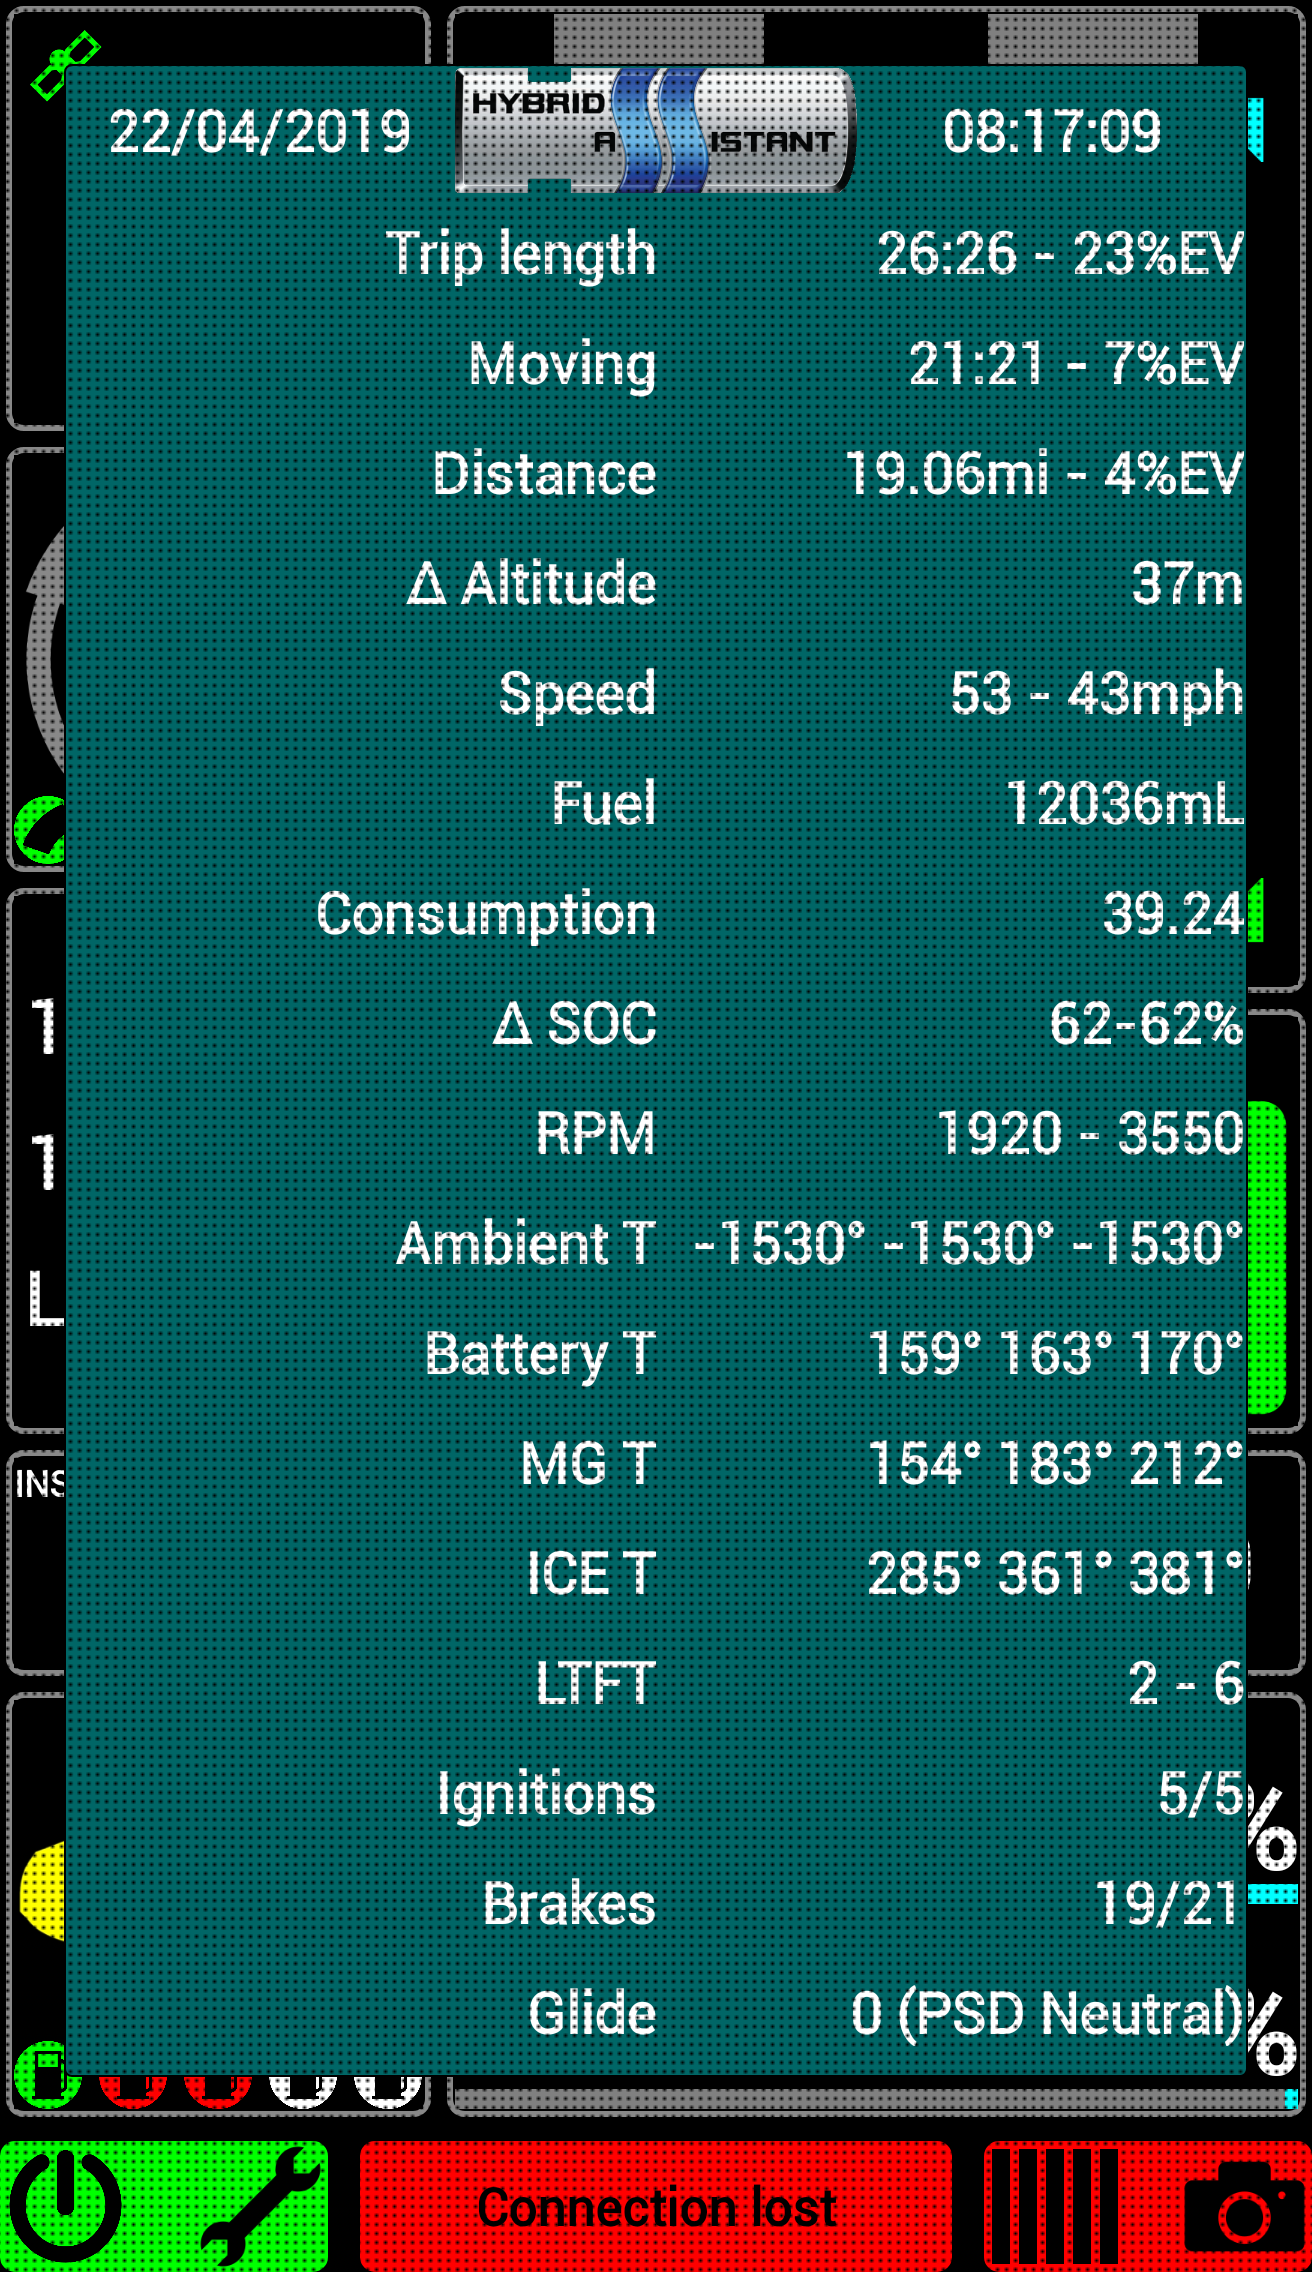 22/04/2019
HYBRID
ASSISTANT
08:17:09
Trip length 26:26 - 23%EV
Moving 21:21 - 7%EV
Distance 19.06mi - 4%EV
Δ Altitude 37m
Speed 53 - 43mph
Fuel 12036mL
Consumption 39.24
Δ SOC 62-62%
1
RPM 1920 - 3550
1
Ambient T -1530° -1530° -1530°
L
Battery T 159° 163° 170°
MG T 154° 183° 212°
INS
ICE T 285° 361° 381°
LTFT 2 - 6
Ignitions 5/5
%
Brakes 19/21
Glide 0 (PSD Neutral)
%
Connection lost